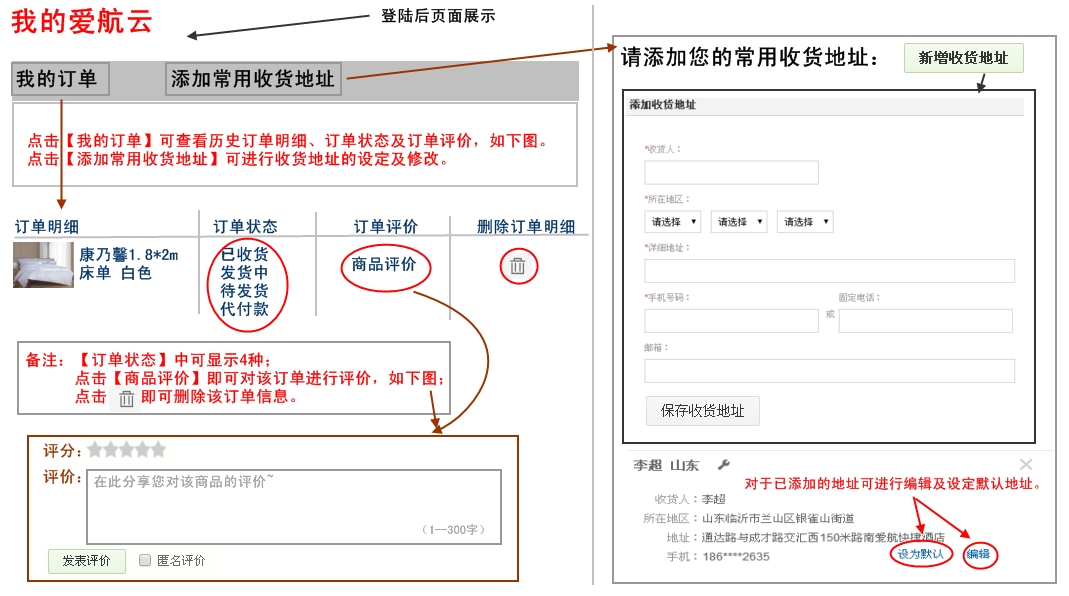 我的爱航云
登陆后页面展示
我的订单
添加常用收货地址
点击【我的订单】可查看历史订单明细、订单状态及订单评价，如下图。
点击【添加常用收货地址】可进行收货地址的设定及修改。
订单明细
订单状态
订单评价
删除订单明细
康乃馨1.8*2m
床单 白色
已收货
发货中
待发货
代付款
商品评价
备注：【订单状态】中可显示4种；
点击【商品评价】即可对该订单进行评价，如下图；
点击 即可删除该订单信息。
评分：
评价：
在此分享您对该商品的评价~
（1--300字）
发表评价
匿名评价
请添加您的常用收货地址：
新增收货地址
添加收货地址
*收货人：
*所在地区：
请选择
请选择
请选择
*详细地址：
*手机号码：
固定电话：
或
邮箱：
保存收货地址
李超 山东
对于已添加的地址可进行编辑及设定默认地址。
收货人：李超
所在地区：山东临沂市兰山区银雀山街道
地址：通达路与成才路交汇西150米路南爱航快捷酒店
手机：186****2635
设为默认
编辑